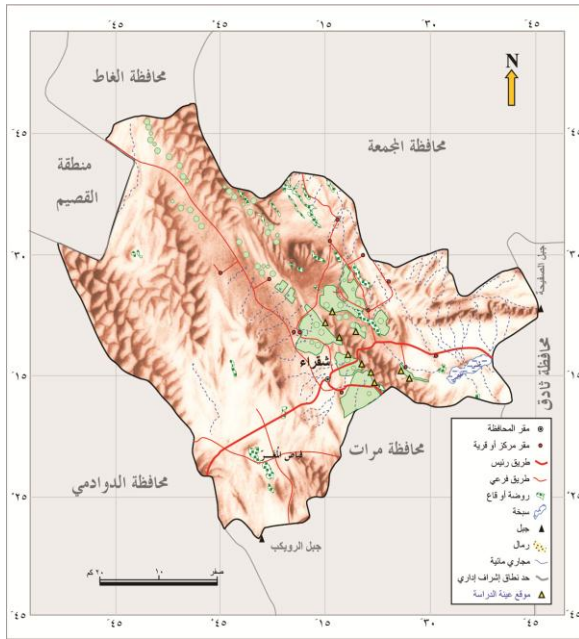 ٤٥ ٤٥ ١٥ ٣٠ ٤٥
محافظة الغاط
N
٤٥ ٤٥
محافظة المجمعة
منطقة
القصيم
٣٠ ٣٠
جبل الصفيحة
شقراء
١٥ ١٥
محافظة ثادق
محافظة مرات
محافظة الدوادمي
٢٥ ٢٥
جبل الرويكب
مقر المحافظة
مقر مركز أو قرية
طريق رئيس
طريق فرعي
روضة أو قاع
سبخة
جبل
رمال
مجاري مائية
حد نطاق إشراف إداري
موقع عينة الدراسة
صفر ١٠ ٢٠ كم
٤٥ ٤٥
٤٥ ٤٥ ١٥ ٣٠ ٤٥